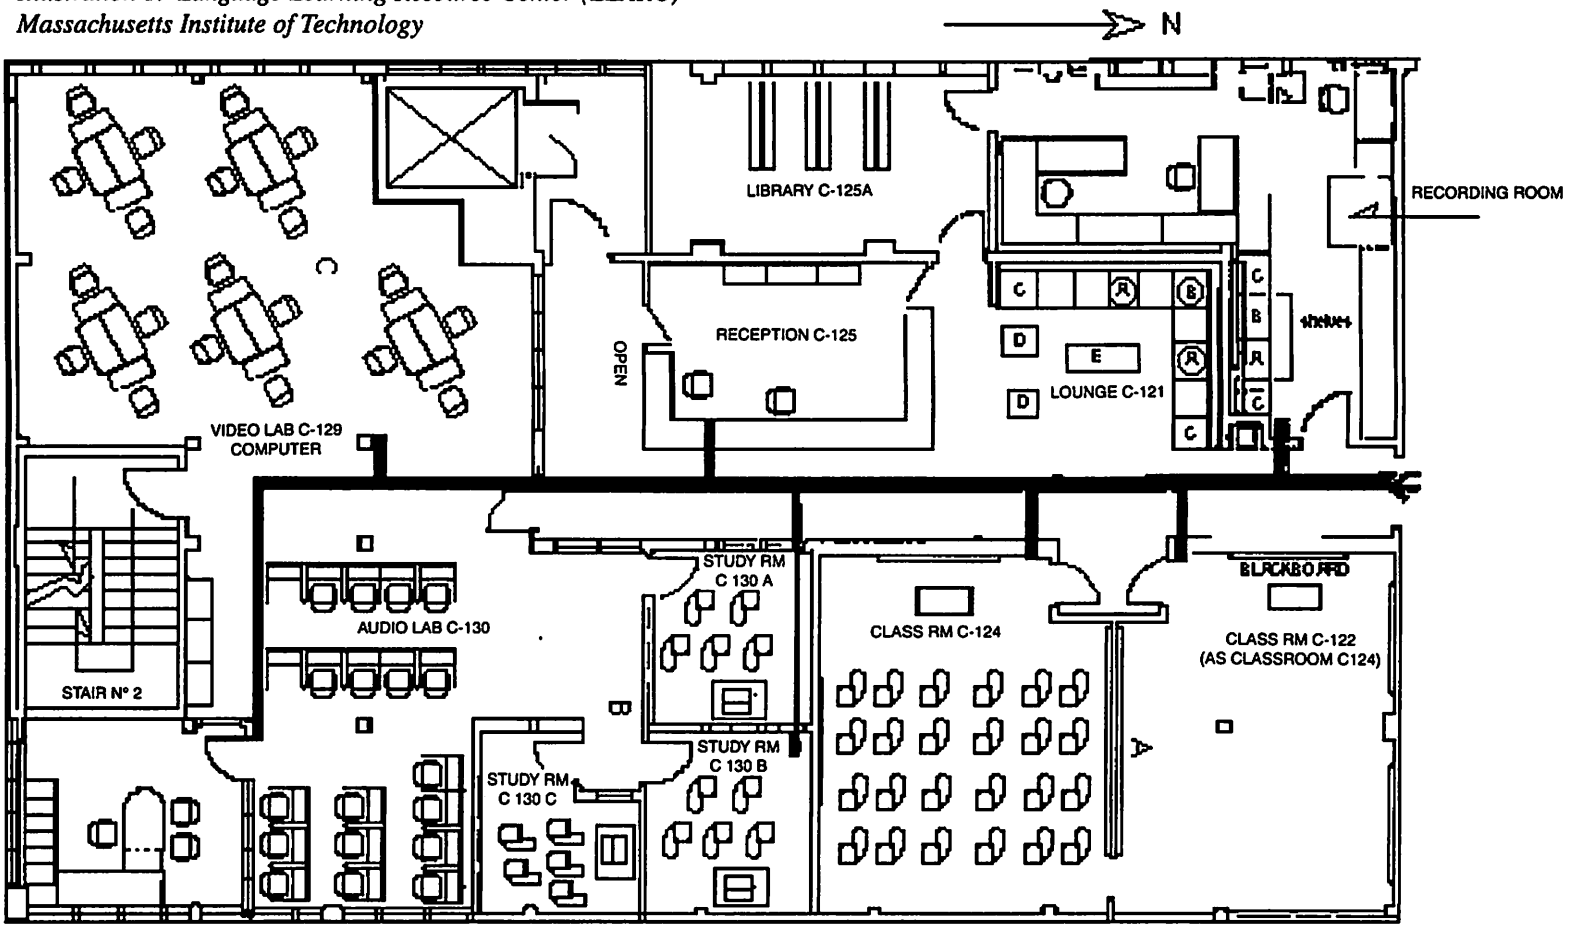 Massachusetts Institute of Technology
N
LIBRARY C-125A
RECORDING ROOM
C
R
B
C
B
shelves
R
C
D
E
R
D
C
LOUNGE C-121
RECEPTION C-125
OPEN
VIDEO LAB C-129
COMPUTER
STUDY RM
C 130 A
BLACKBOARD
AUDIO LAB C-130
CLASS RM C-124
CLASS RM C-122
(AS CLASSROOM C124)
STAIR N° 2
B
A
STUDY RM
C 130 B
STUDY RM
C 130 C